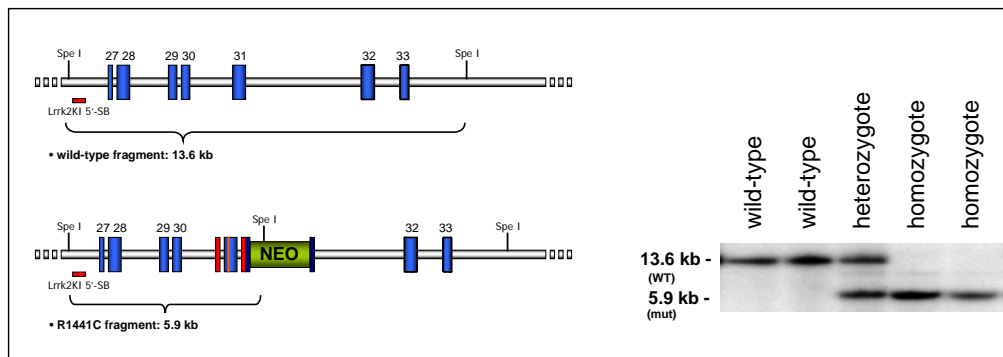 Spe I 27 28 29 30 31 32 33 Spe I
Lrrk2KI 5'-SB
• wild-type fragment: 13.6 kb
Spe I 27 28 29 30 Spe I 32 33 Spe I
NEO
Lrrk2KI 5'-SB
• R1441C fragment: 5.9 kb
wild-type
wild-type
heterozygote
homozygote
homozygote
13.6 kb -
(WT)
5.9 kb -
(mut)